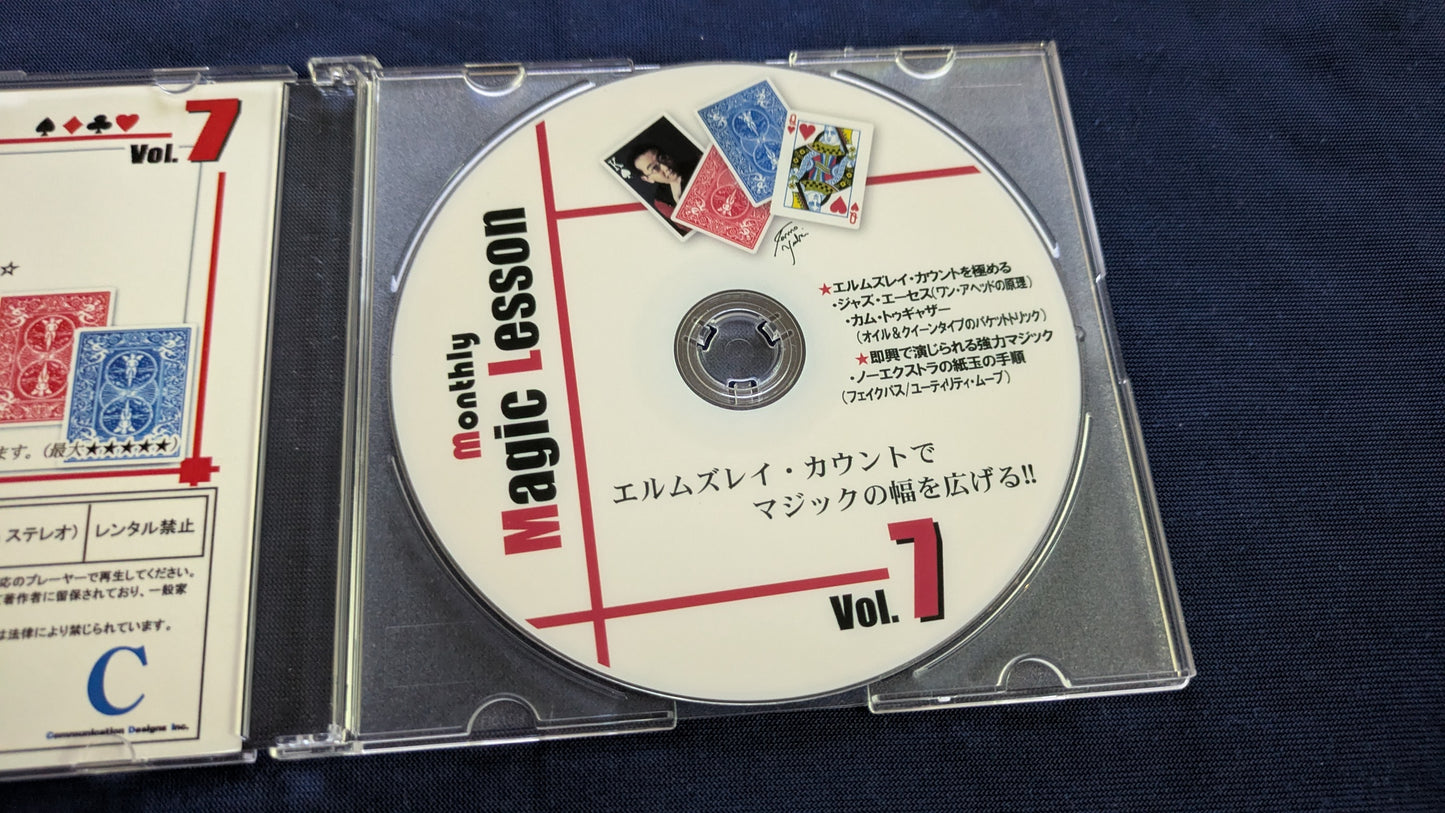 Vol. 7
☆
ます。(最大★★★★★)
ステレオ)
レンタル禁止
応のプレーヤーで再生してください。
て著作者に留保されており、一般家
は法律により禁じられています。
C
Communication Designs Inc.
Monthly
Magic Lesson
K
Q
Q
★エルムズレイ・カウントを極める
・ジャズ・エーセス(ワン・アヘッドの原理)
・カム・トゥギャザー
(オイル&クイーンタイプのパケットトリック)
★即興で演じられる強力マジック
・ノーエクストラの紙玉の手順
(フェイクパス/ユーティリティ・ムーブ)
エルムズレイ・カウントで
マジックの幅を広げる!!
Vol. 7